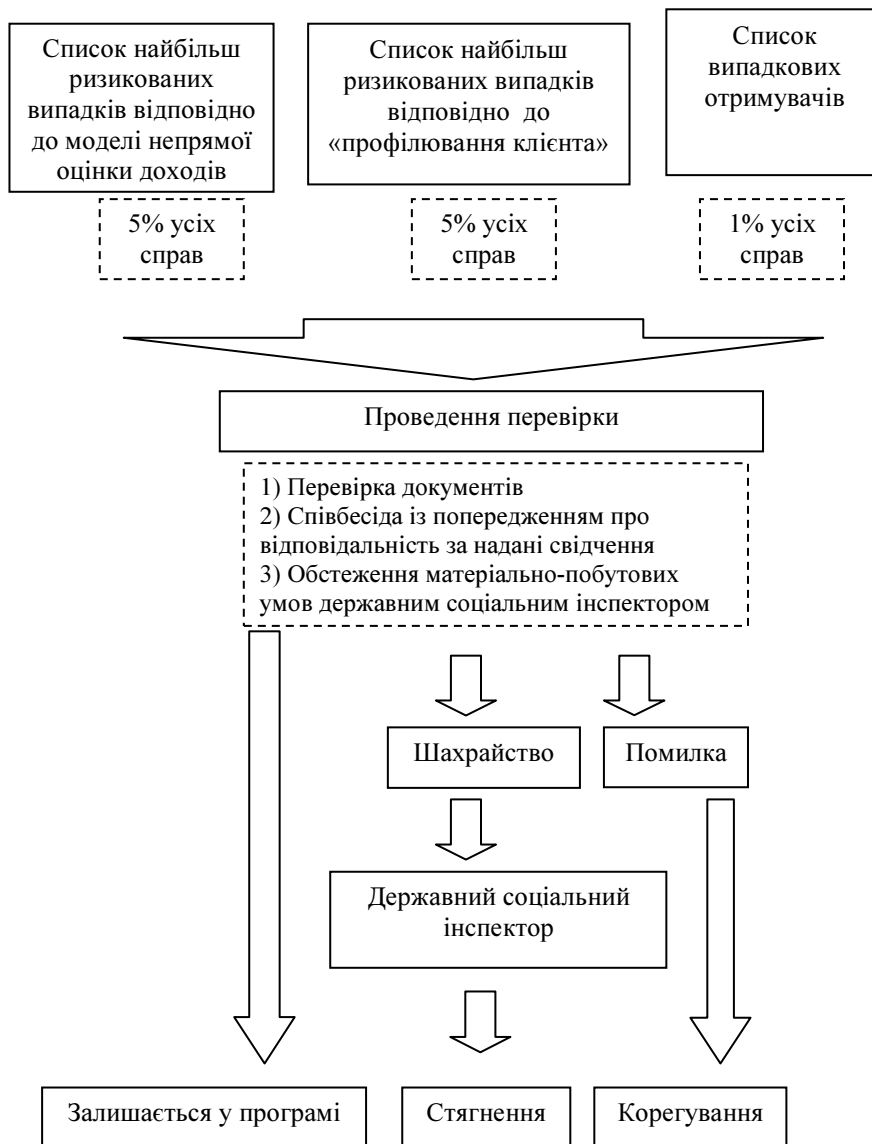 Список найбільш
ризикованих
випадків відповідно
до моделі непрямої
оцінки доходів
Список найбільш
ризикованих випадків
відповідно до
«профілювання клієнта»
Список
випадкових
отримувачів
5% усіх
справ
5% усіх
справ
1% усіх
справ
Проведення перевірки
1) Перевірка документів
2) Співбесіда із попередженням про
відповідальність за надані свідчення
3) Обстеження матеріально-побутових
умов державним соціальним інспектором
Шахрайство
Помилка
Державний соціальний
інспектор
Залишається у програмі
Стягнення
Корегування